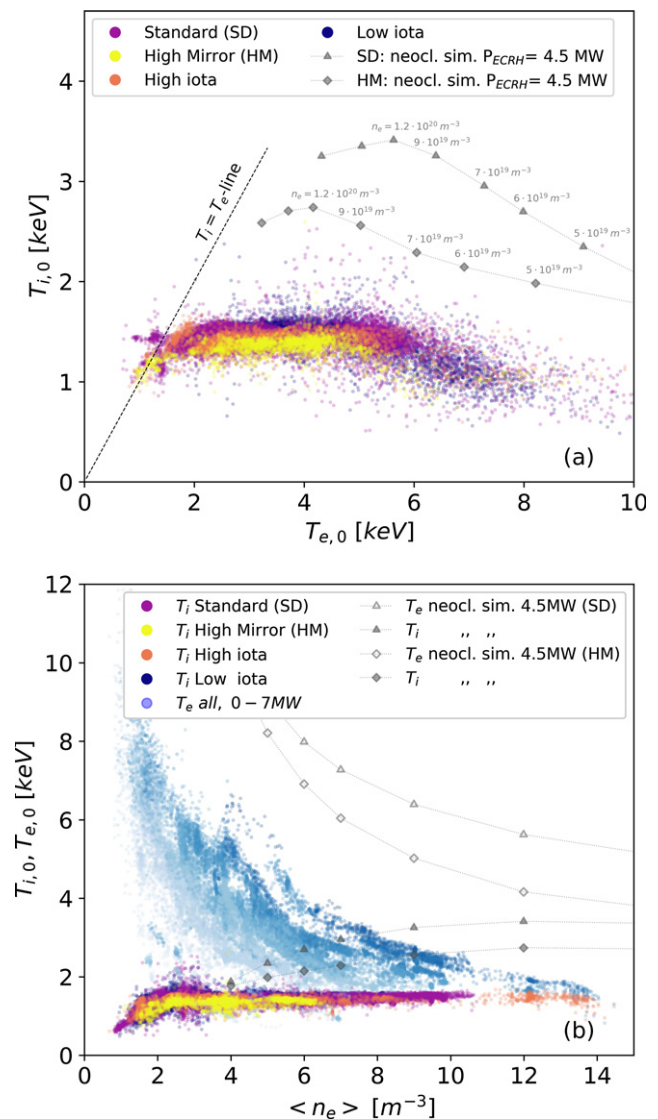 Standard (SD)
High Mirror (HM)
High iota
Low iota
SD: neocl. sim. P_ECRH= 4.5 MW
HM: neocl. sim. P_ECRH= 4.5 MW
4
3
2
1
0
T_{i,0} [keV]
T_i = T_e-line
n_e = 1.2 · 10^20 m^−3
9 · 10^19 m^−3
7 · 10^19 m^−3
6 · 10^19 m^−3
5 · 10^19 m^−3
n_e = 1.2 · 10^20 m^−3
9 · 10^19 m^−3
7 · 10^19 m^−3
6 · 10^19 m^−3
5 · 10^19 m^−3
(a)
0 2 4 6 8 10
T_{e,0} [keV]
T_i Standard (SD)
T_i High Mirror (HM)
T_i High iota
T_i Low iota
T_e all, 0 − 7MW
T_e neocl. sim. 4.5MW (SD)
T_i ,, ,,
T_e neocl. sim. 4.5MW (HM)
T_i ,, ,,
12
10
8
6
4
2
0
T_{i,0}, T_{e,0} [keV]
(b)
0 2 4 6 8 10 12 14
< n_e > [m^−3]